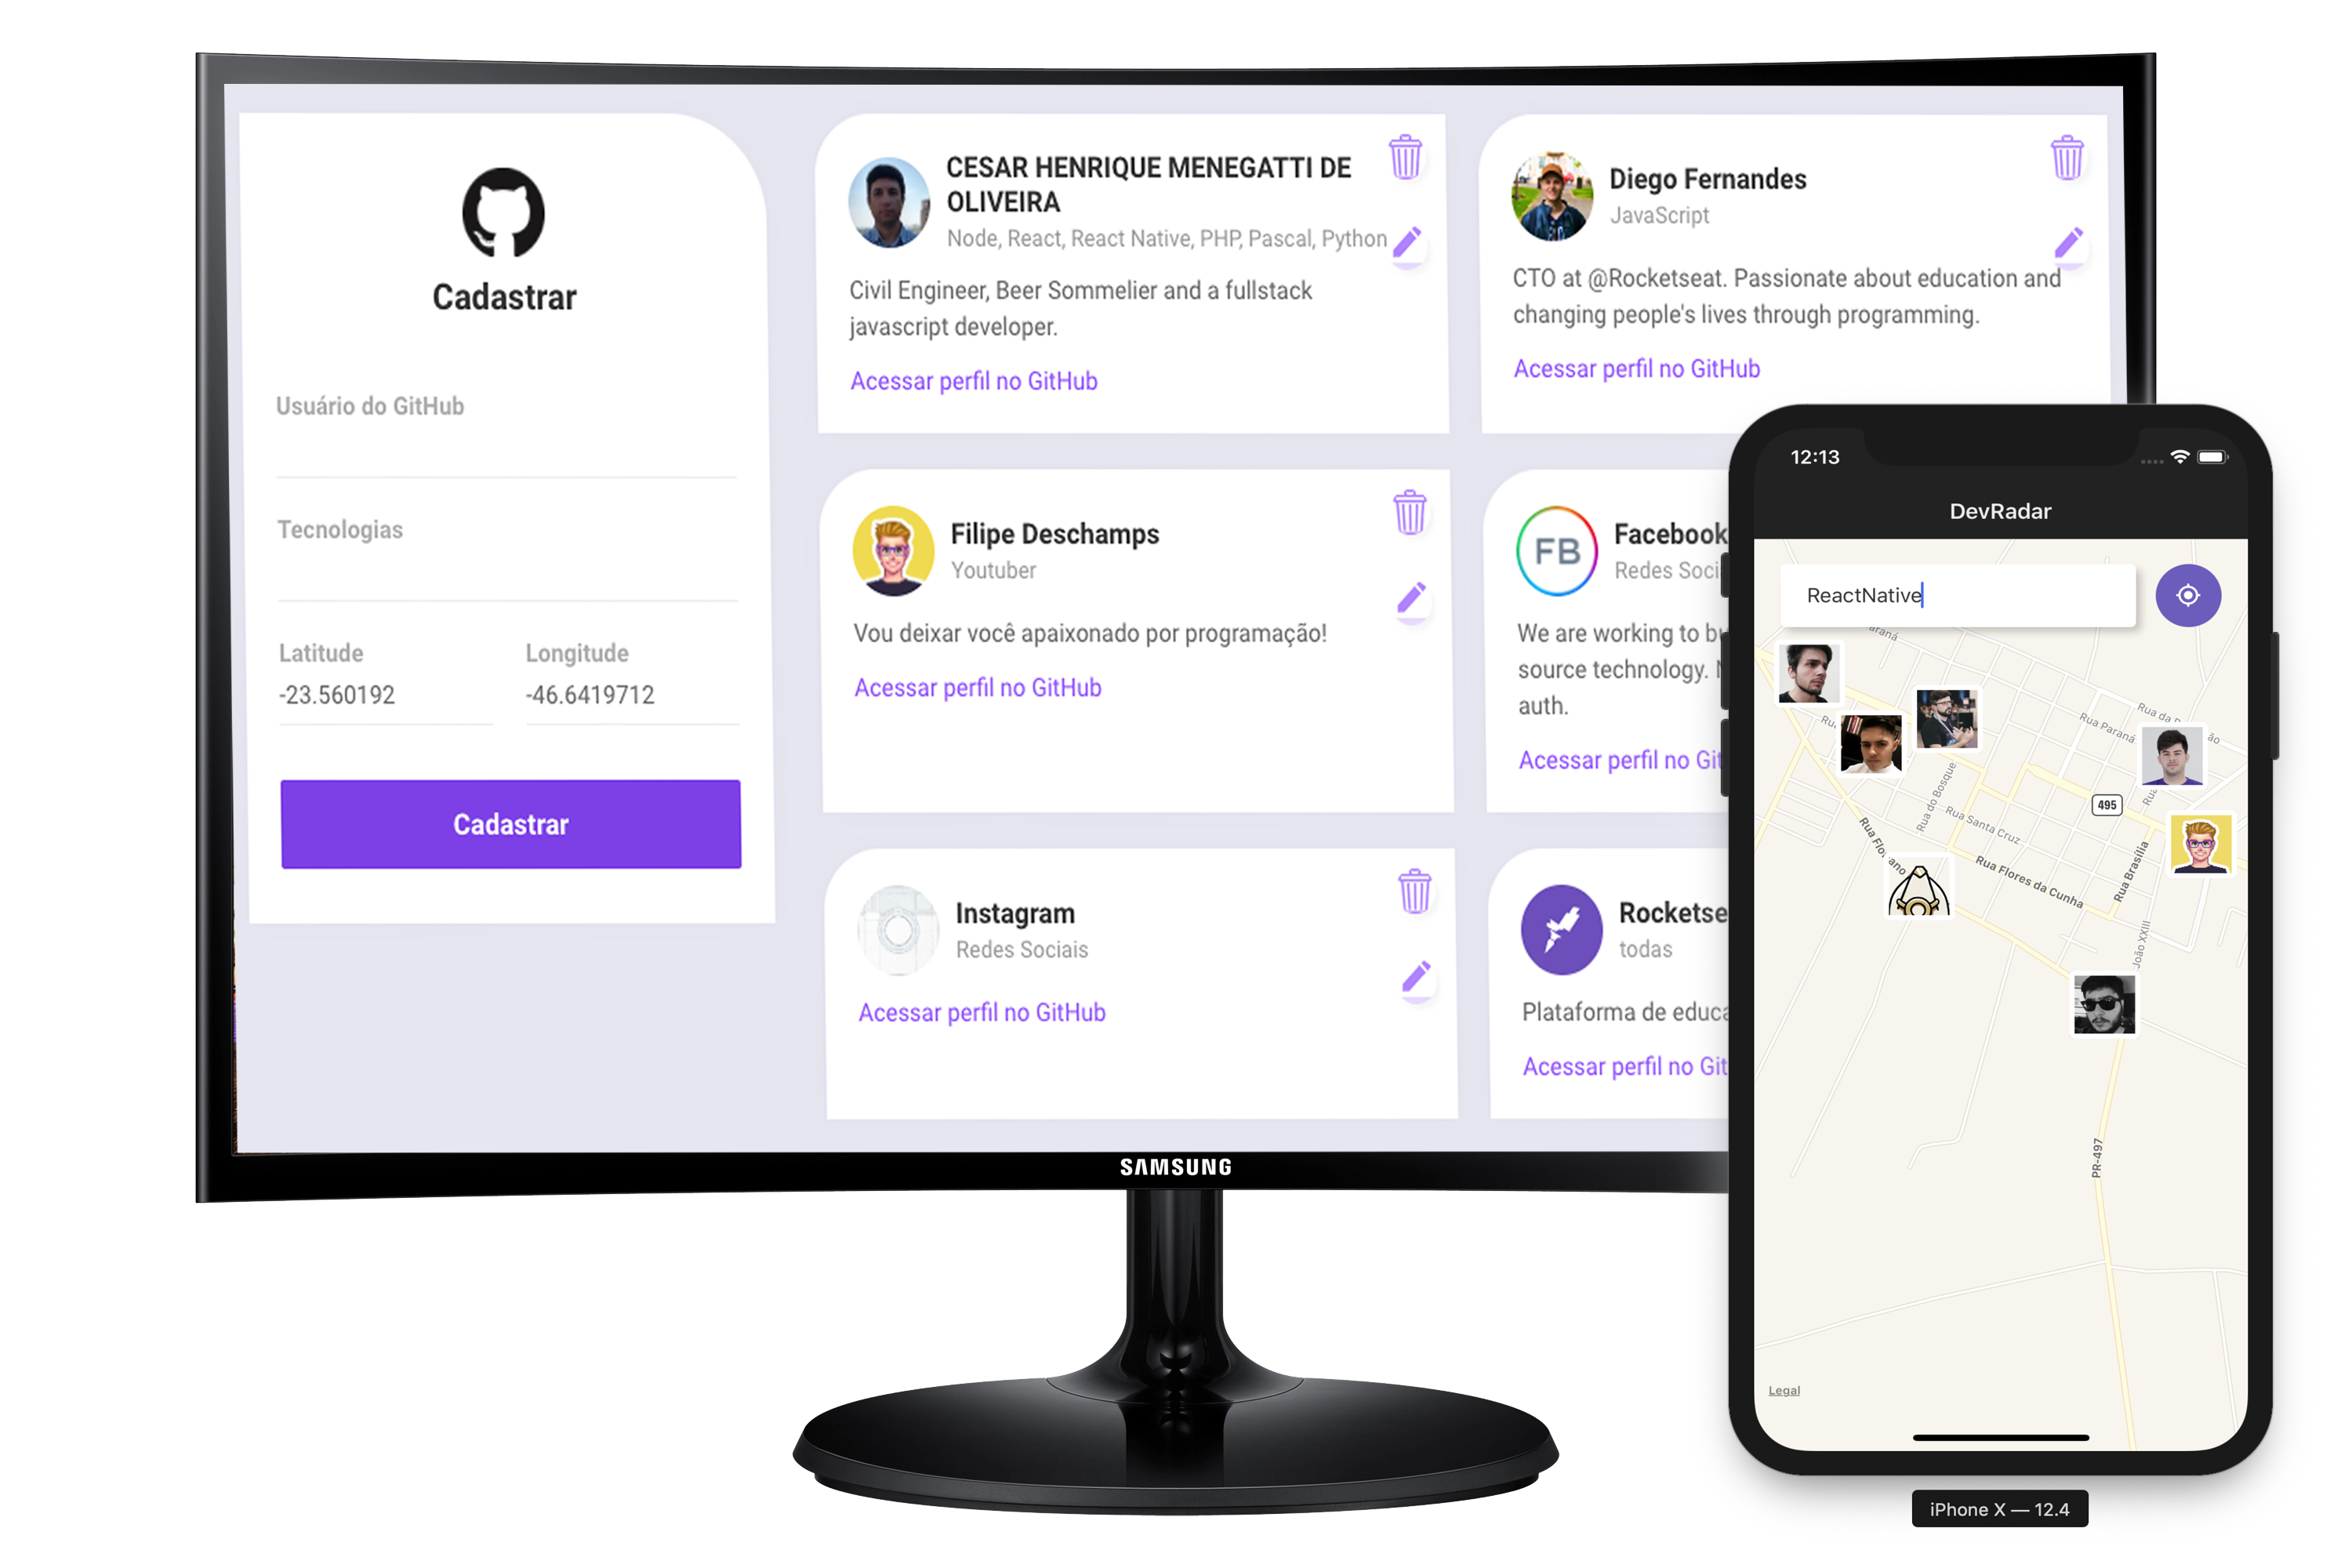 Cadastrar
Usuário do GitHub
Tecnologias
Latitude
Longitude
-23.560192
-46.6419712
Cadastrar
CESAR HENRIQUE MENEGATTI DE
OLIVEIRA
Node, React, React Native, PHP, Pascal, Python
Civil Engineer, Beer Sommelier and a fullstack
javascript developer.
Acessar perfil no GitHub
Diego Fernandes
JavaScript
CTO at @Rocketseat. Passionate about education and
changing people's lives through programming.
Acessar perfil no GitHub
Filipe Deschamps
Youtuber
Vou deixar você apaixonado por programação!
Acessar perfil no GitHub
FB
Facebook
Redes Soci
We are working to bu
source technology.
auth.
Acessar perfil no Git
Instagram
Redes Sociais
Acessar perfil no GitHub
Rocketse
todas
Plataforma de educa
Acessar perfil no Git
SAMSUNG
12:13
DevRadar
ReactNative
araná
Rua Paraná
Rua da
ão
Rua do Bosque
495
Rua Santa Cruz
Rua Flores da Cunha
Rua Brasília
João XXIII
PR-497
Legal
iPhone X — 12.4